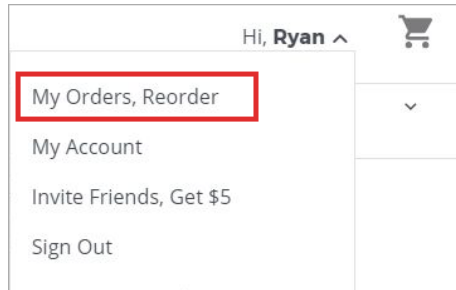 Hi, Ryan
My Orders, Reorder
My Account
Invite Friends, Get $5
Sign Out